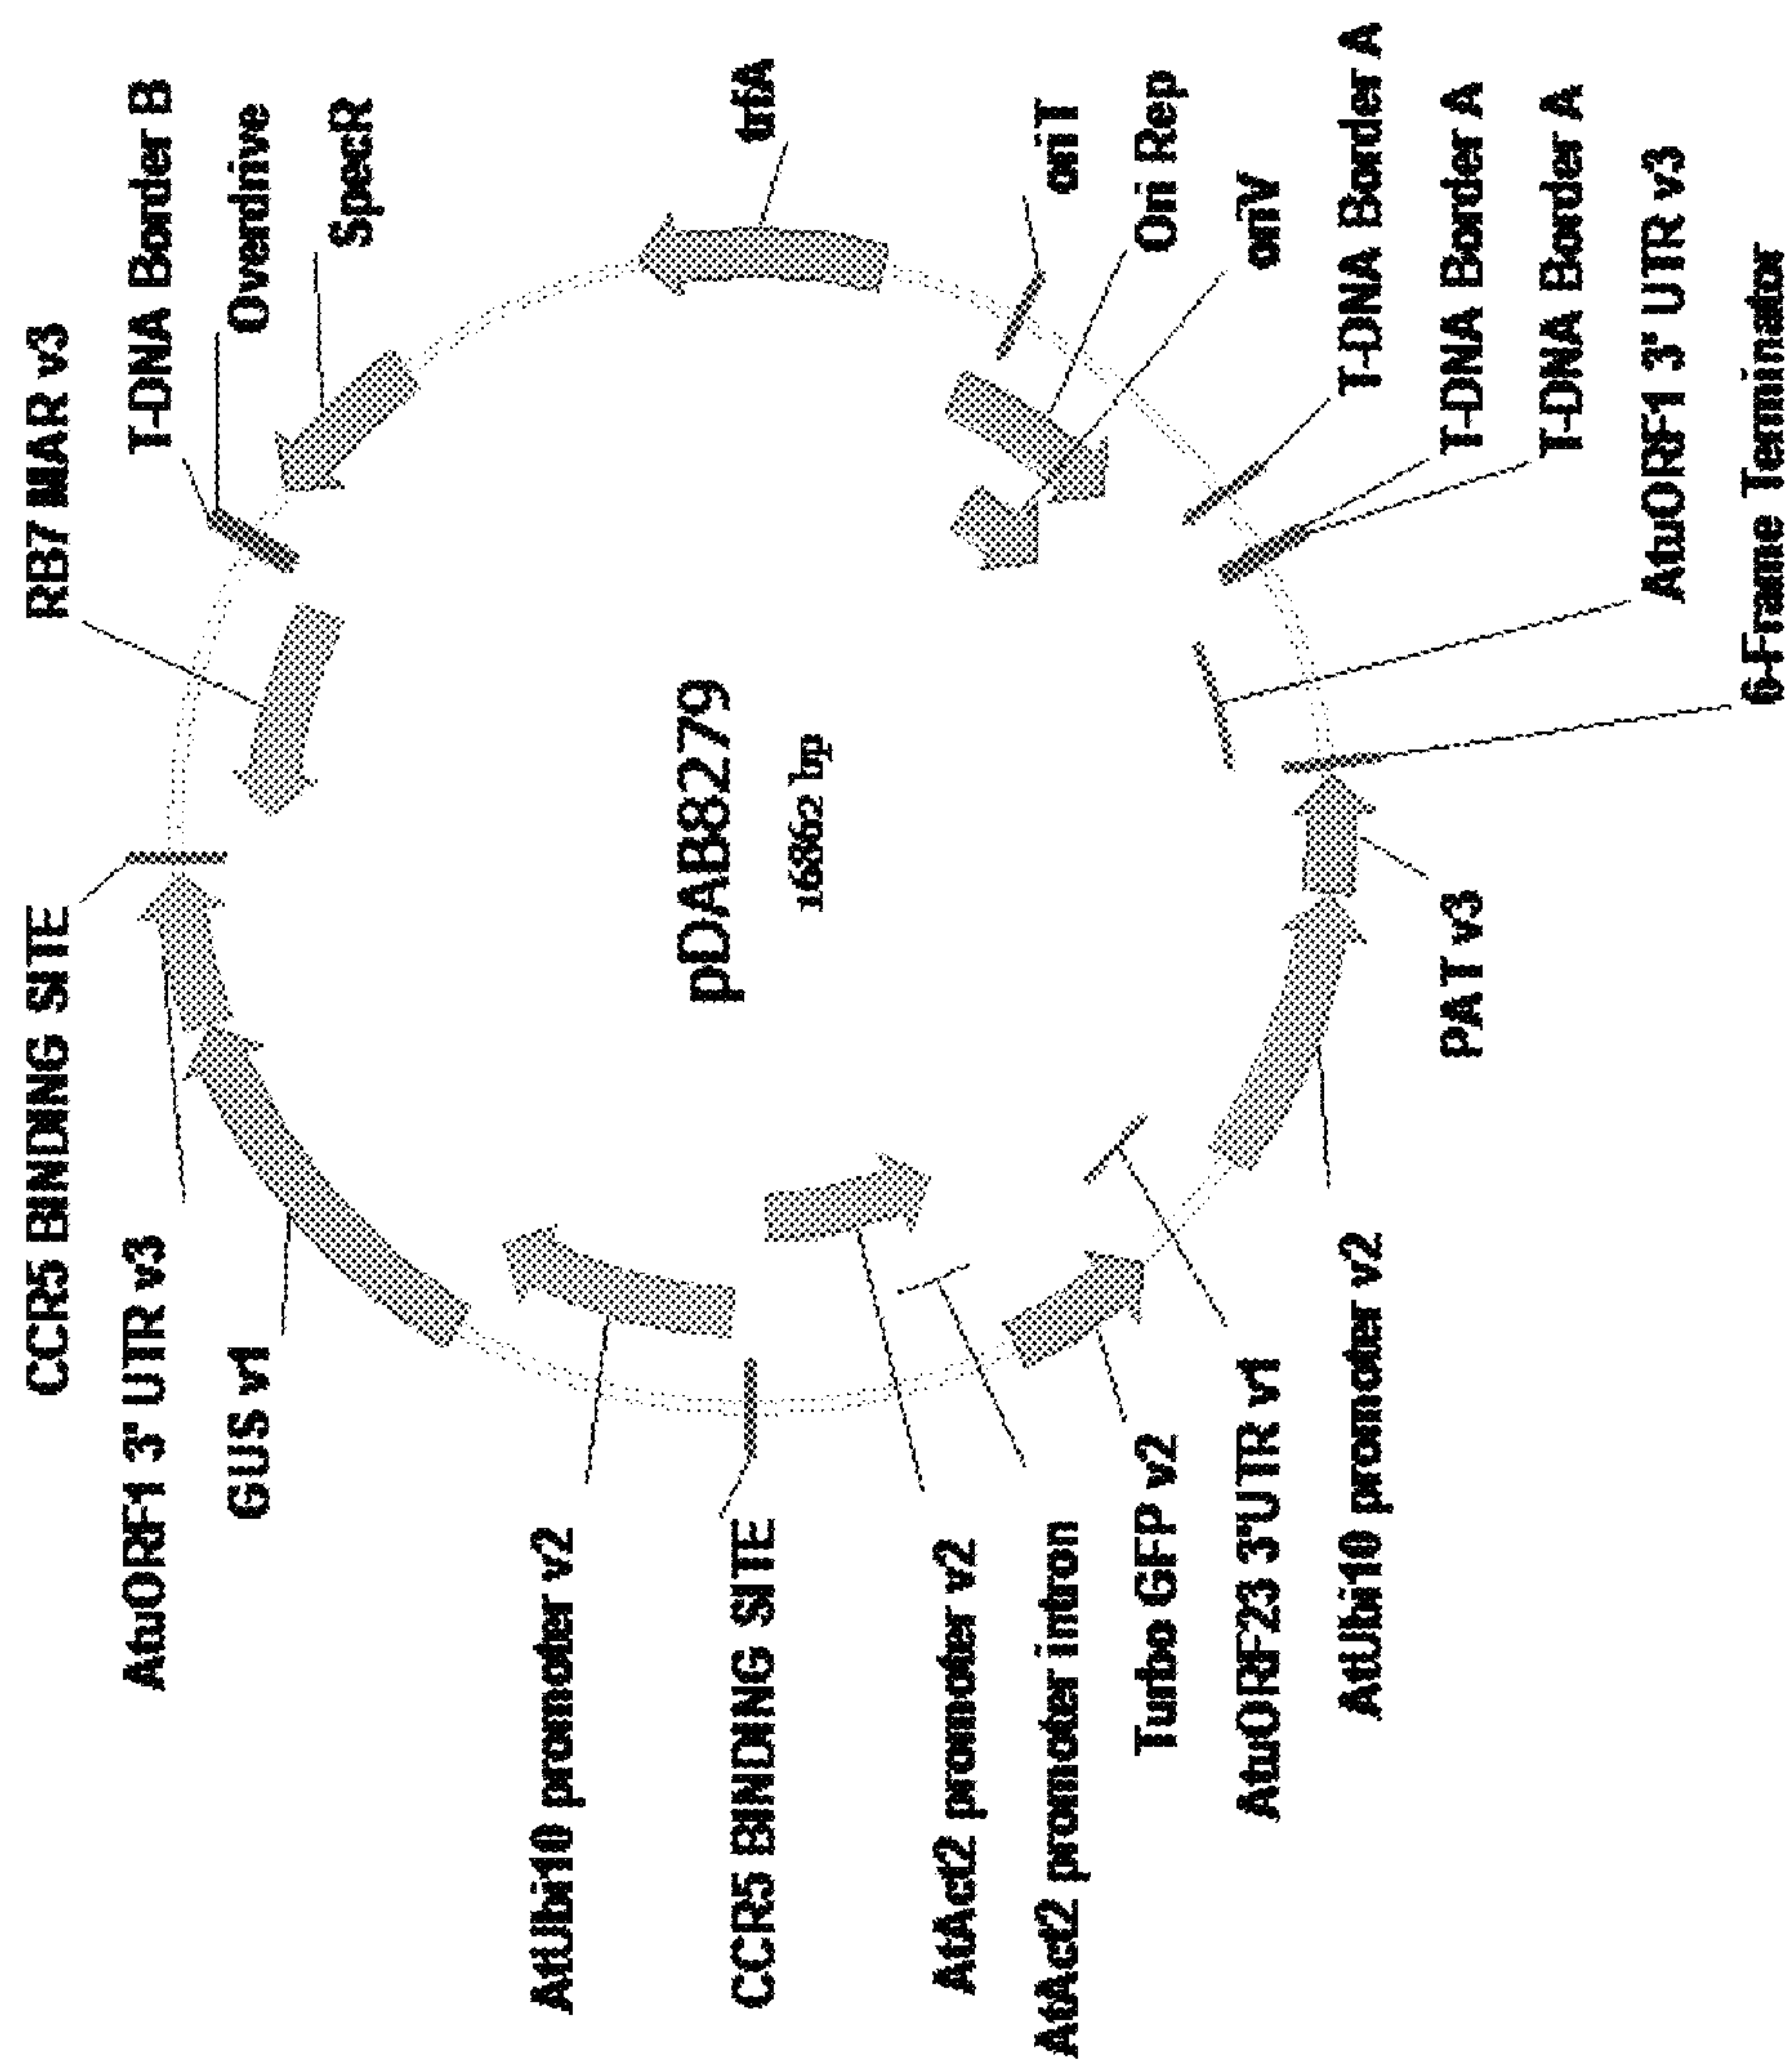 CCR5 BINDING SITE
RB7 MAR v3
AtuORF1 3' UTR v3
T-DNA Border B
GUS v1
Overdrive
SpecR
AtUbi10 promoter v2
pDAB8279
CCR5 BINDING SITE
trfA
16862 bp
AtAct2 promoter v2
AtAct2 promoter intron
oriT
Turbo GFP v2
Ori Rep
AtuORF23 3'UTR v1
oriV
AtUbi10 promoter v2
T-DNA Border A
PAT v3
T-DNA Border A
T-DNA Border A
AtuORF1 3' UTR v3
6-Frame Terminator